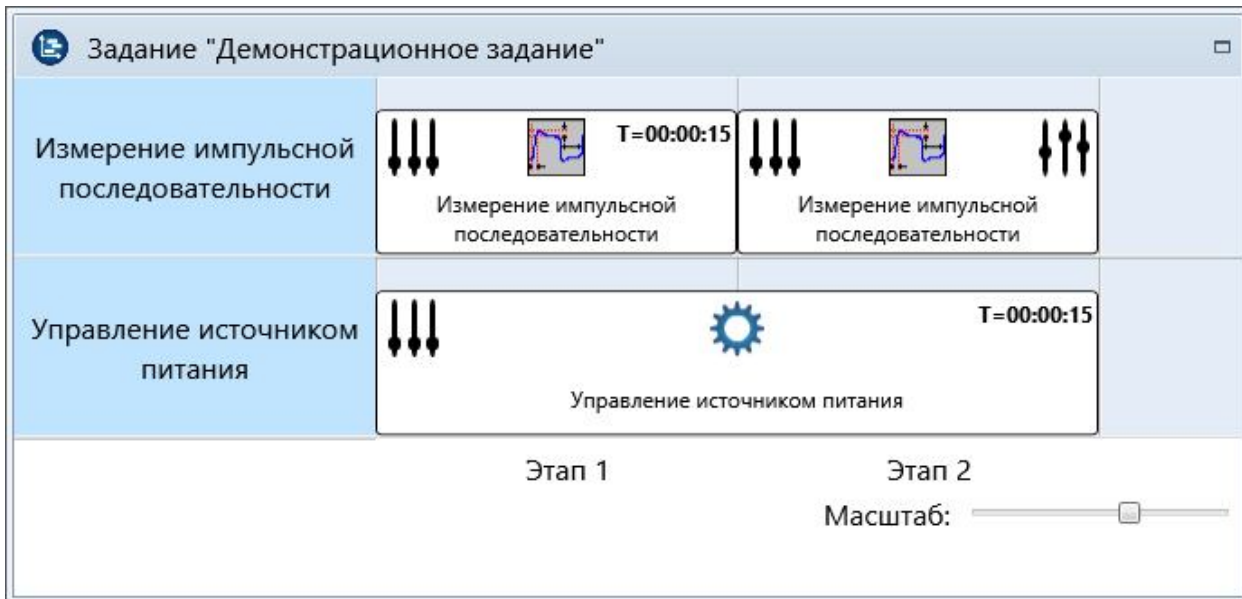 Задание "Демонстрационное задание"
Измерение импульсной
последовательности
T=00:00:15
Измерение импульсной
последовательности
Измерение импульсной
последовательности
Управление источником
питания
T=00:00:15
Управление источником питания
Этап 1
Этап 2
Масштаб: